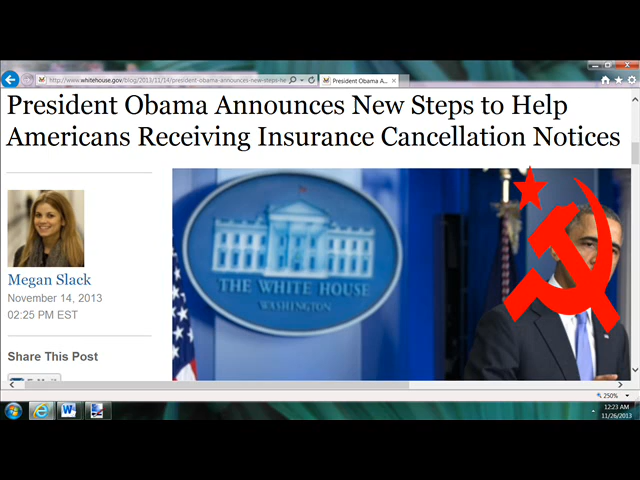 http://www.whitehouse.gov/blog/2013/11/14/president-obama-announces-new-steps-he
President Obama A...
President Obama Announces New Steps to Help
Americans Receiving Insurance Cancellation Notices
THE WHITE HOUSE
WASHINGTON
Megan Slack
November 14, 2013
02:25 PM EST
Share This Post
E-Mail
250%
12:23 AM
11/26/2013